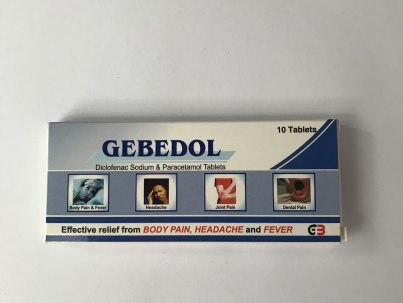 10 Tablets
GEBEDOL
Diclofenac Sodium & Paracetamol Tablets
Body Pain & Fever
Headache
Joint Pain
Dental Pain
Effective relief from BODY PAIN, HEADACHE and FEVER
GB